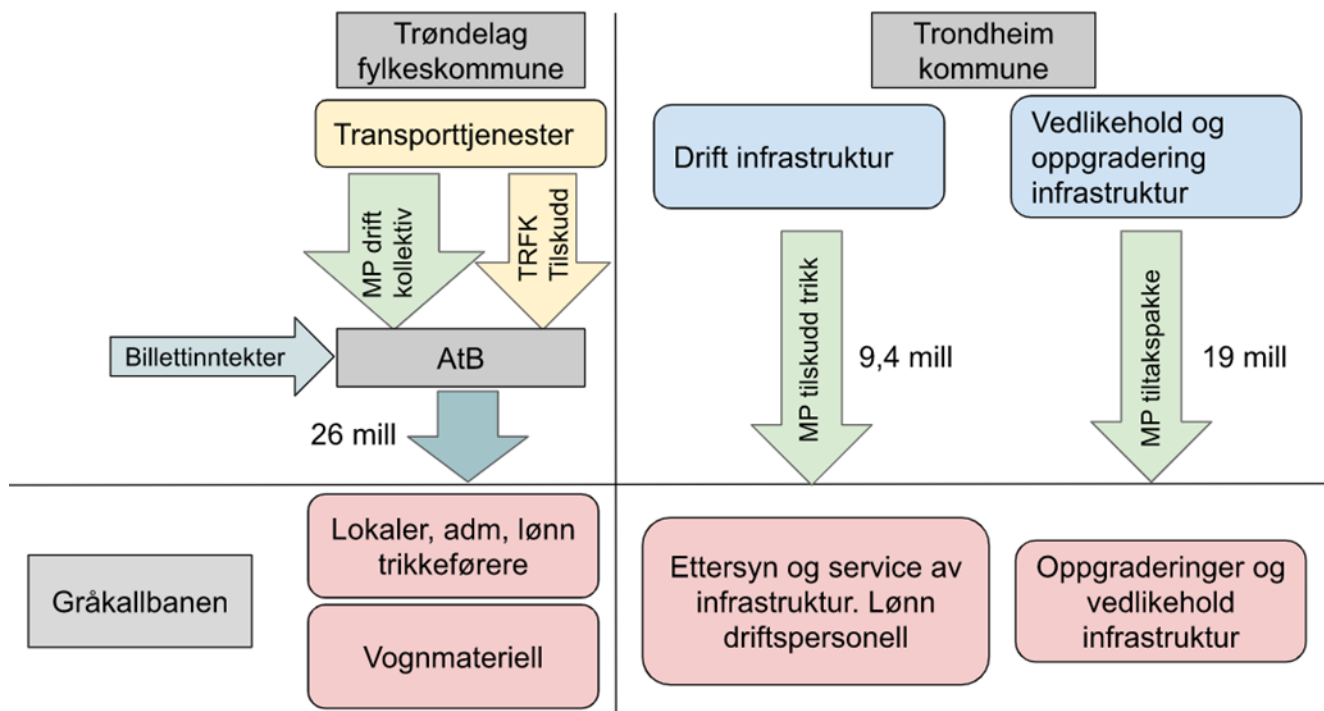 Trøndelag
fylkeskommune
Trondheim
kommune
Transporttjenester
Drift infrastruktur
Vedlikehold og
oppgradering
infrastruktur
MP drift
kollektiv
TRFK
Tilskudd
MP tilskudd trikk
9,4 mill
MP tiltakspakke
19 mill
Billettinntekter
AtB
26 mill
Gråkallbanen
Lokaler, adm, lønn
trikkeførere
Vognmateriell
Ettersyn og service av
infrastruktur. Lønn
driftspersonell
Oppgraderinger og
vedlikehold
infrastruktur